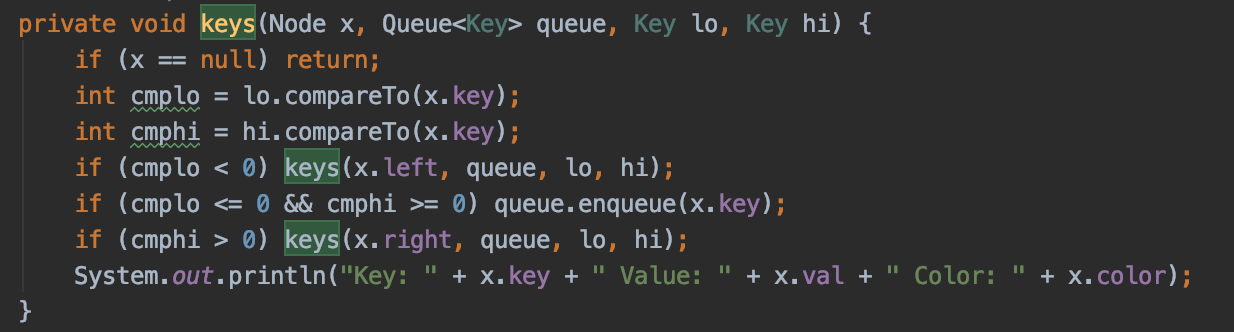 private void keys(Node x, Queue<Key> queue, Key lo, Key hi) {
    if (x == null) return;
    int cmplo = lo.compareTo(x.key);
    int cmphi = hi.compareTo(x.key);
    if (cmplo < 0) keys(x.left, queue, lo, hi);
    if (cmplo <= 0 && cmphi >= 0) queue.enqueue(x.key);
    if (cmphi > 0) keys(x.right, queue, lo, hi);
    System.out.println("Key: " + x.key + " Value: " + x.val + " Color: " + x.color);
}